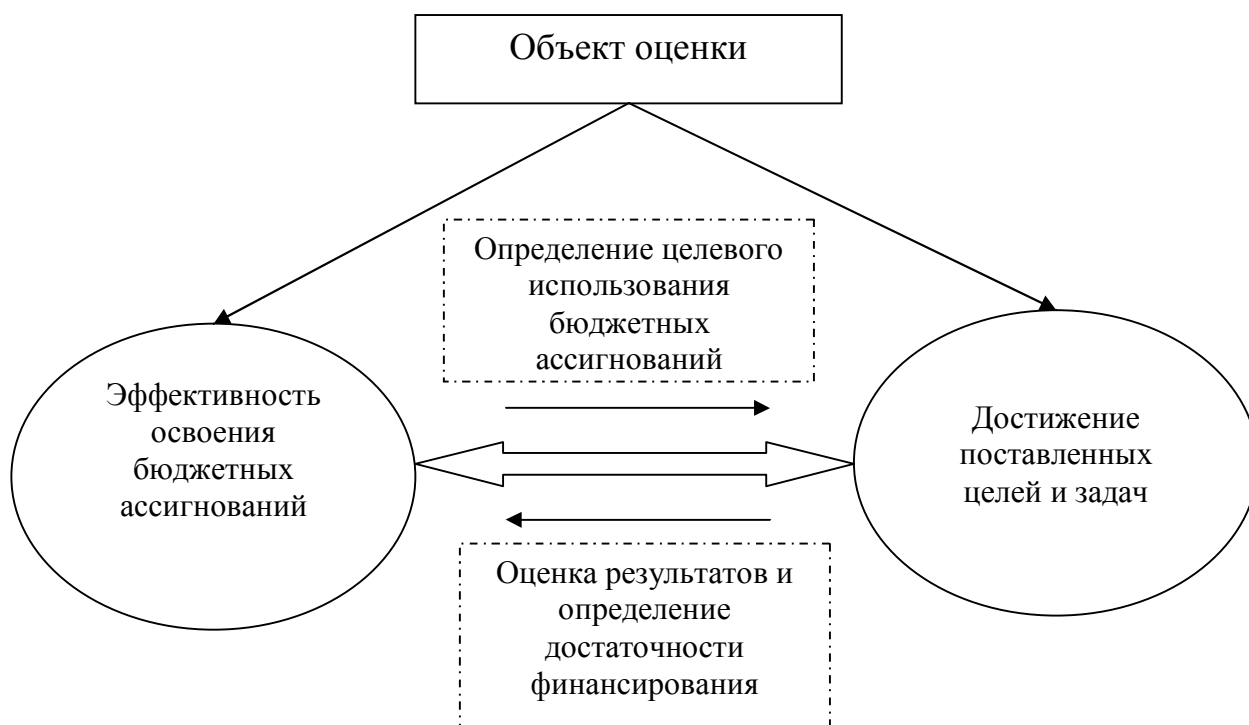 Объект оценки
Определение целевого
использования
бюджетных
ассигнований
Эффективность
освоения
бюджетных
ассигнований
Достижение
поставленных
целей и задач
Оценка результатов и
определение
достаточности
финансирования